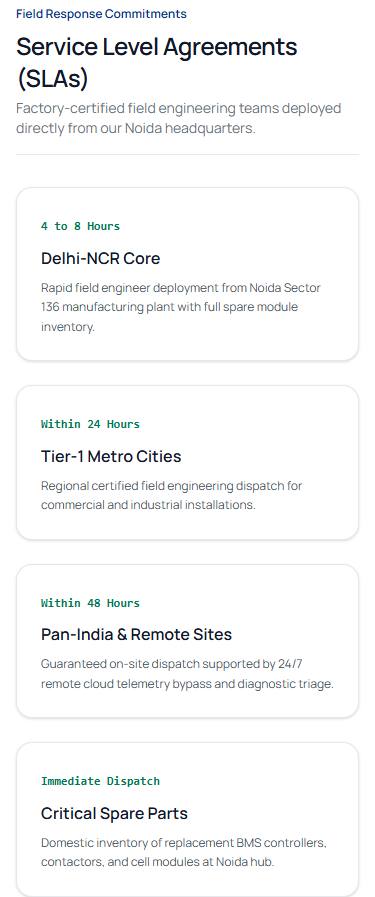 Field Response Commitments
Service Level Agreements
(SLAs)
Factory-certified field engineering teams deployed
directly from our Noida headquarters.
4 to 8 Hours
Delhi-NCR Core
Rapid field engineer deployment from Noida Sector
136 manufacturing plant with full spare module
inventory.
Within 24 Hours
Tier-1 Metro Cities
Regional certified field engineering dispatch for
commercial and industrial installations.
Within 48 Hours
Pan-India & Remote Sites
Guaranteed on-site dispatch supported by 24/7
remote cloud telemetry bypass and diagnostic triage.
Immediate Dispatch
Critical Spare Parts
Domestic inventory of replacement BMS controllers,
contactors, and cell modules at Noida hub.